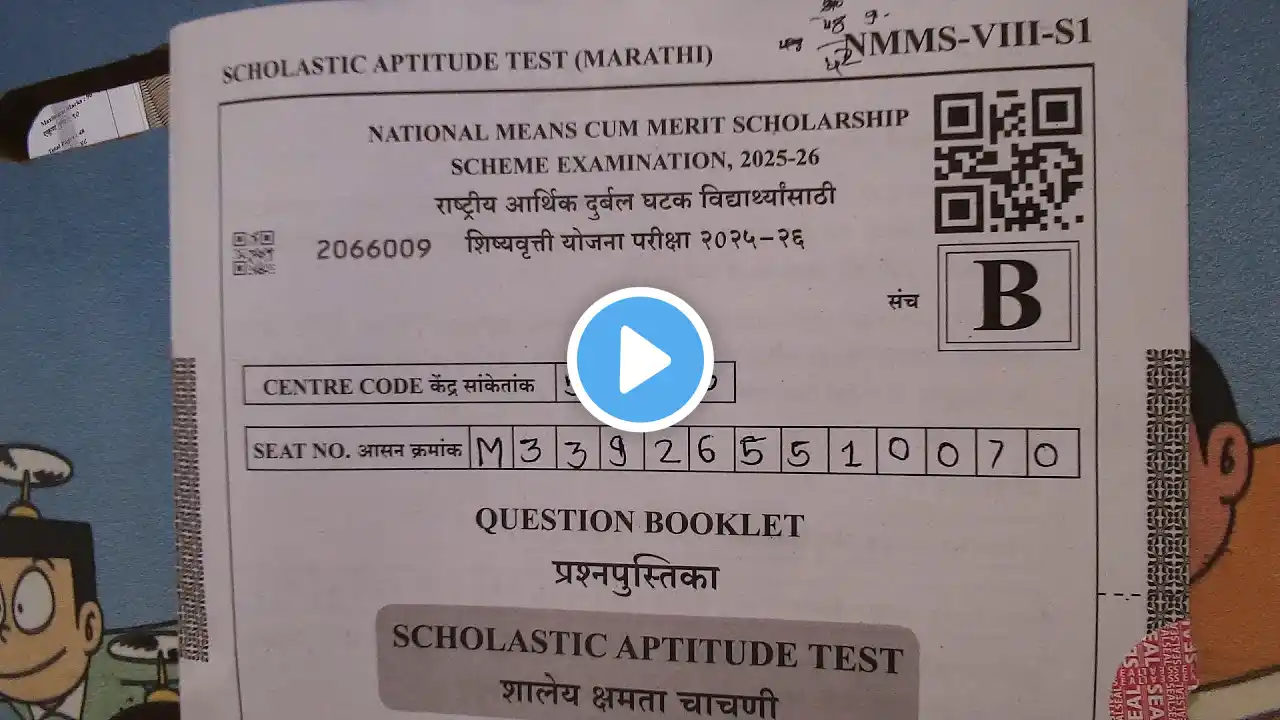 SCHOLASTIC APTITUDE TEST (MARATHI)
NMMS-VIII-S1
NATIONAL MEANS CUM MERIT SCHOLARSHIP
SCHEME EXAMINATION, 2025-26
राष्ट्रीय आर्थिक दुर्बल घटक विद्यार्थ्यांसाठी
2066009 शिष्यवृत्ती योजना परीक्षा २०२५–२६
संच B
CENTRE CODE केंद्र सांकेतांक
SEAT NO. आसन क्रमांक M339265510070
QUESTION BOOKLET
प्रश्नपुस्तिका
SCHOLASTIC APTITUDE TEST
शालेय क्षमता चाचणी